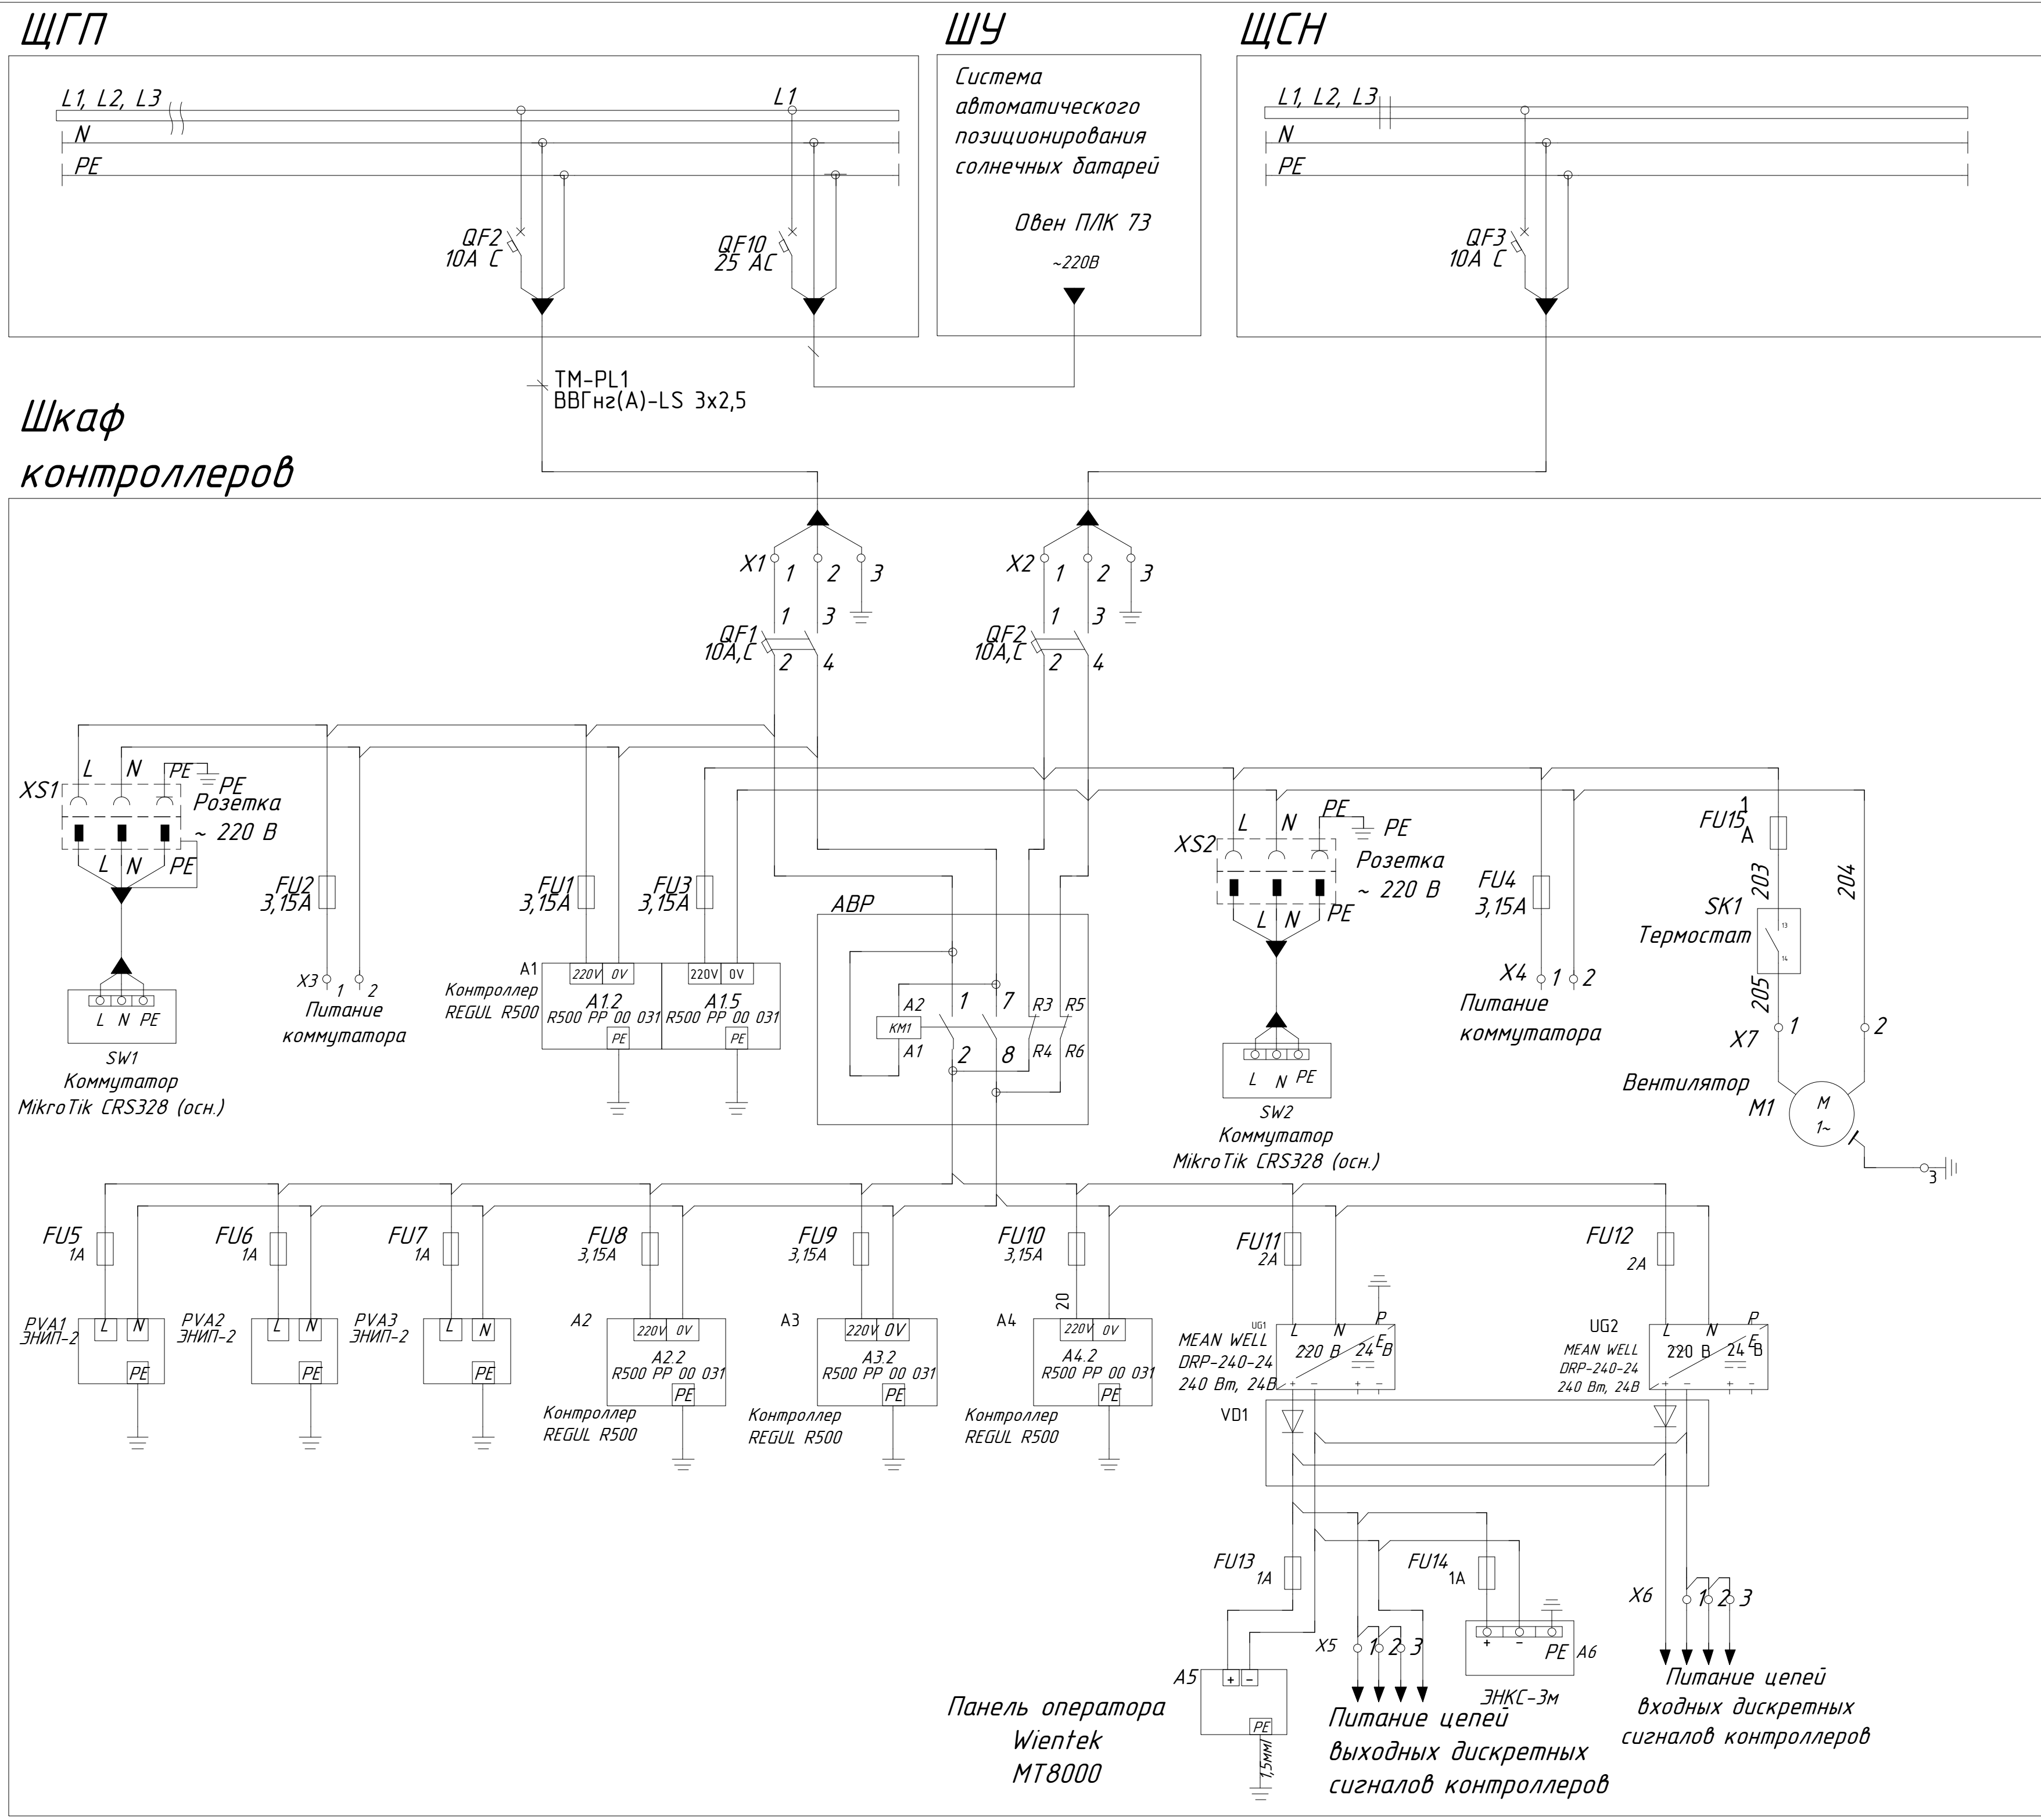 ЩГП
ШУ
ЩСН
L1, L2, L3
L1
N
PE
QF2
10А С
QF10
25 АС
Система
автоматического
позиционирования
солнечных батарей
Овен ПЛК 73
~220В
L1, L2, L3
N
PE
QF3
10А С
TM-PL1
ВВГнг(А)-LS 3х2,5
Шкаф
контроллеров
X1
1
2
3
X2
1
2
3
1
3
QF1
10А,С
2
4
1
3
QF2
10А,С
2
4
XS1
L
N
PE
PE
Розетка
~ 220 В
L
N
PE
L N PE
SW1
Коммутатор
MikroTik CRS328 (осн.)
FU2
3,15А
X3
1
2
Питание
коммутатора
FU1
3,15А
FU3
3,15А
A1
Контроллер
REGUL R500
220V
0V
A1.2
R500 PP 00 031
PE
220V
0V
A1.5
R500 PP 00 031
PE
АВР
A2
KM1
A1
1
7
R3
R5
2
8
R4
R6
XS2
L
N
PE
PE
Розетка
~ 220 В
L
N
PE
L N PE
SW2
Коммутатор
MikroTik CRS328 (осн.)
FU4
3,15А
X4
1
2
Питание
коммутатора
FU15
1
А
203
204
SK1
Термостат
13
14
205
X7
1
2
Вентилятор
M1
M
1~
3
FU5
1А
FU6
1А
FU7
1А
FU8
3,15А
FU9
3,15А
FU10
3,15А
20
FU11
2А
FU12
2А
PVA1
ЭНИП-2
L
N
PE
PVA2
ЭНИП-2
L
N
PE
PVA3
ЭНИП-2
L
N
PE
A2
220V
0V
A2.2
R500 PP 00 031
PE
Контроллер
REGUL R500
A3
220V
0V
A3.2
R500 PP 00 031
PE
Контроллер
REGUL R500
A4
220V
0V
A4.2
R500 PP 00 031
PE
Контроллер
REGUL R500
UG1
MEAN WELL
DRP-240-24
240 Вт, 24В
L
N
P
E
220 В
24 В
+ −
+ −
UG2
MEAN WELL
DRP-240-24
240 Вт, 24В
L
N
P
E
220 В
24 В
+ −
+ −
VD1
FU13
1А
FU14
1А
X5
1
2
3
X6
1
2
3
+
−
PE
A6
ЭНКС-3м
A5
+
−
PE
1,5мм
Панель оператора
Wientek
MT8000
Питание цепей
выходных дискретных
сигналов контроллеров
Питание цепей
входных дискретных
сигналов контроллеров